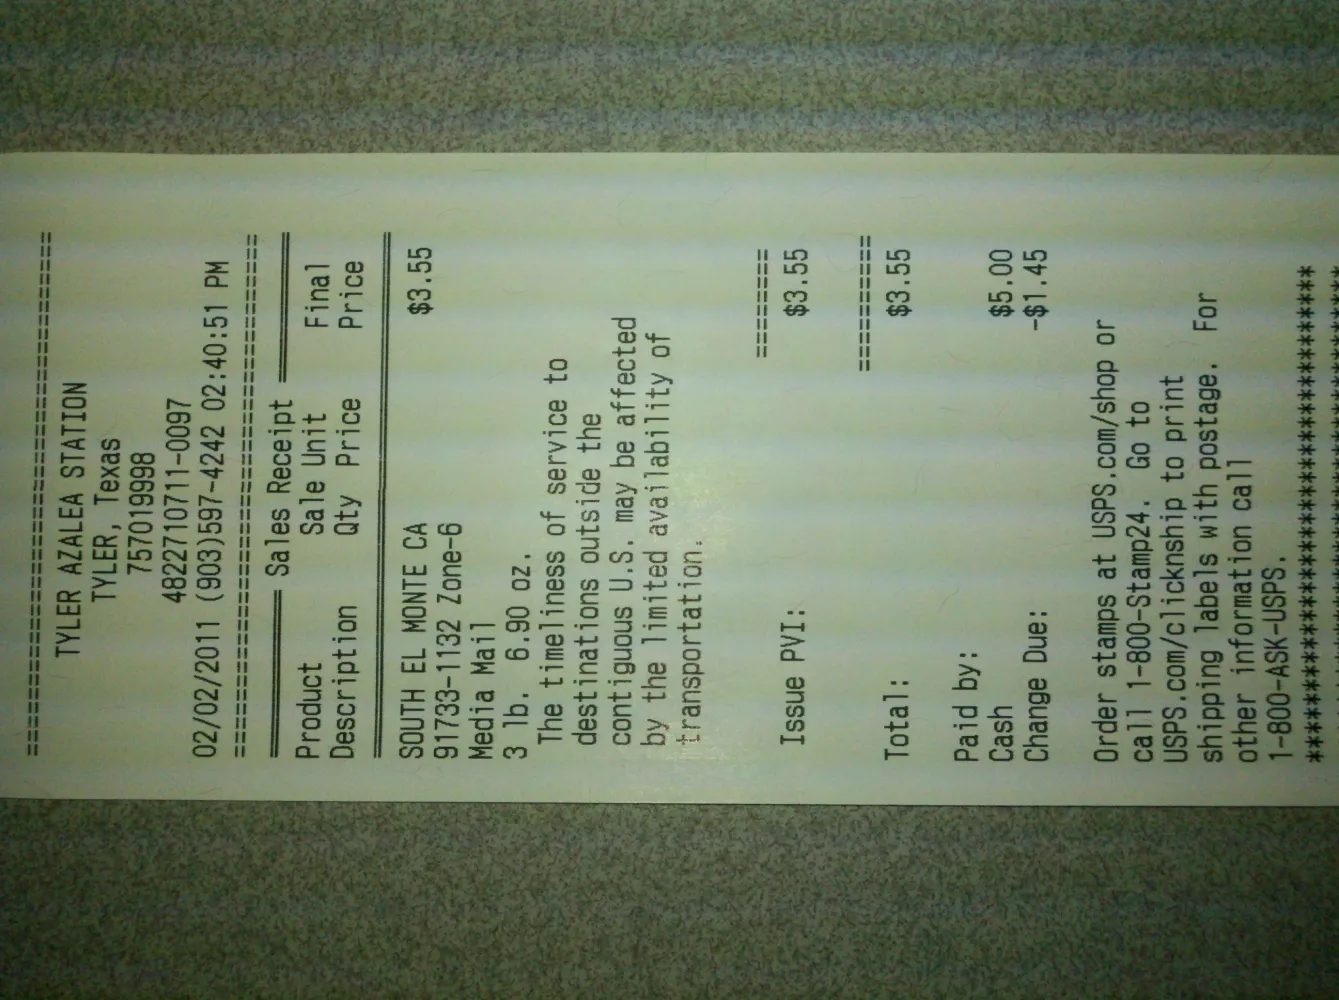 ========================================
TYLER AZALEA STATION
TYLER, Texas
757019998
4822710711-0097
02/02/2011 (903)597-4242 02:40:51 PM
========================================
Sales Receipt
Product Sale Unit Final
Description Qty Price Price
SOUTH EL MONTE CA $3.55
91733-1132 Zone-6
Media Mail
3 lb. 6.90 oz.
The timeliness of service to
destinations outside the
contiguous U.S. may be affected
by the limited availability of
transportation.
========
Issue PVI: $3.55
=========
Total: $3.55
Paid by:
Cash $5.00
Change Due: -$1.45
Order stamps at USPS.com/shop or
call 1-800-Stamp24. Go to
USPS.com/clicknship to print
shipping labels with postage. For
other information call
1-800-ASK-USPS.
****************************************